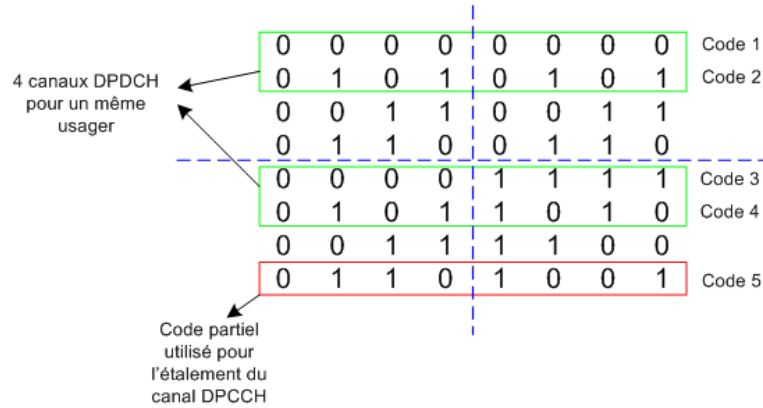 0 0 0 0 0 0 0 0 Code 1
0 1 0 1 0 1 0 1 Code 2
4 canaux DPDCH
pour un même
usager
0 0 1 1 0 0 1 1
0 1 1 0 0 1 1 0
0 0 0 0 1 1 1 1 Code 3
0 1 0 1 1 0 1 0 Code 4
0 0 1 1 1 1 0 0
0 1 1 0 1 0 0 1 Code 5
Code partiel
utilisé pour
l'étalement du
canal DPCCH